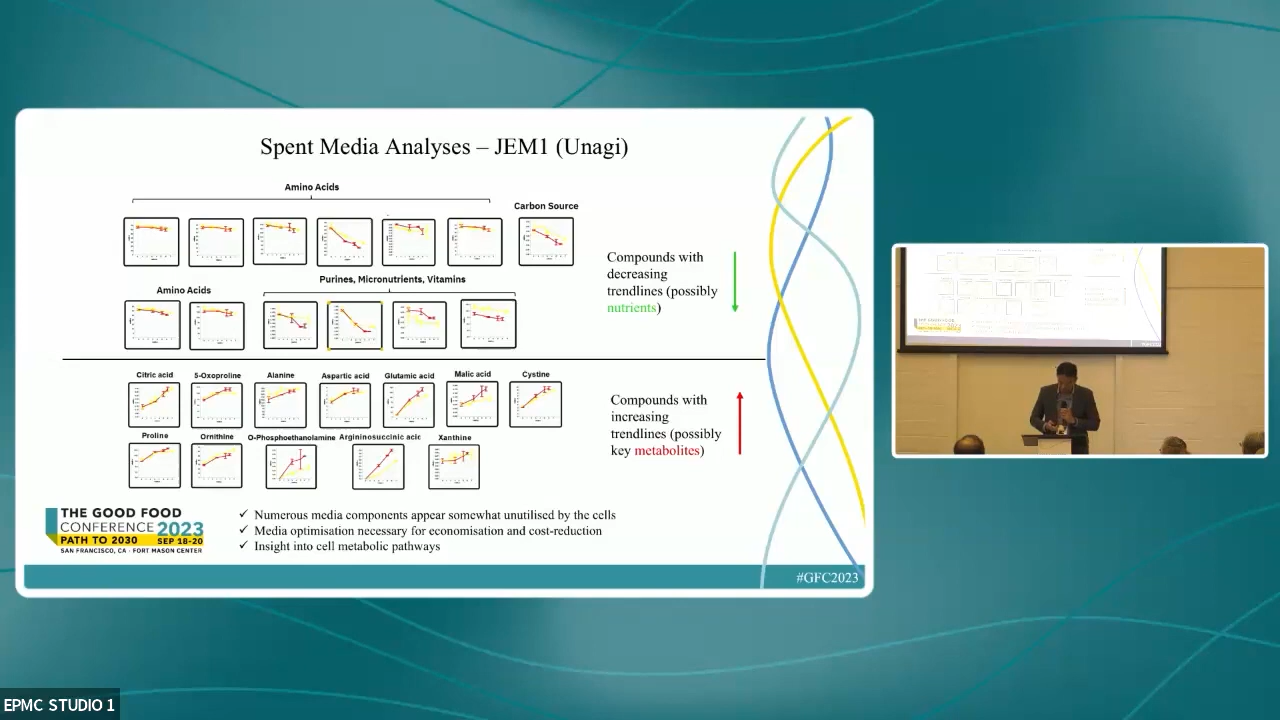 Spent Media Analyses – JEM1 (Unagi)
Amino Acids
Carbon Source
Compounds with
decreasing
trendlines (possibly
nutrients)
Amino Acids
Purines, Micronutrients, Vitamins
Citric acid
5-Oxoproline
Alanine
Aspartic acid
Glutamic acid
Malic acid
Cystine
Compounds with
increasing
trendlines (possibly
key metabolites)
Proline
Ornithine
O-Phosphoethanolamine
Argininosuccinic acid
Xanthine
THE GOOD FOOD
CONFERENCE 2023
PATH TO 2030 SEP 18-20
SAN FRANCISCO, CA · FORT MASON CENTER
✓ Numerous media components appear somewhat unutilised by the cells
✓ Media optimisation necessary for economisation and cost-reduction
✓ Insight into cell metabolic pathways
#GFC2023
EPMC STUDIO 1